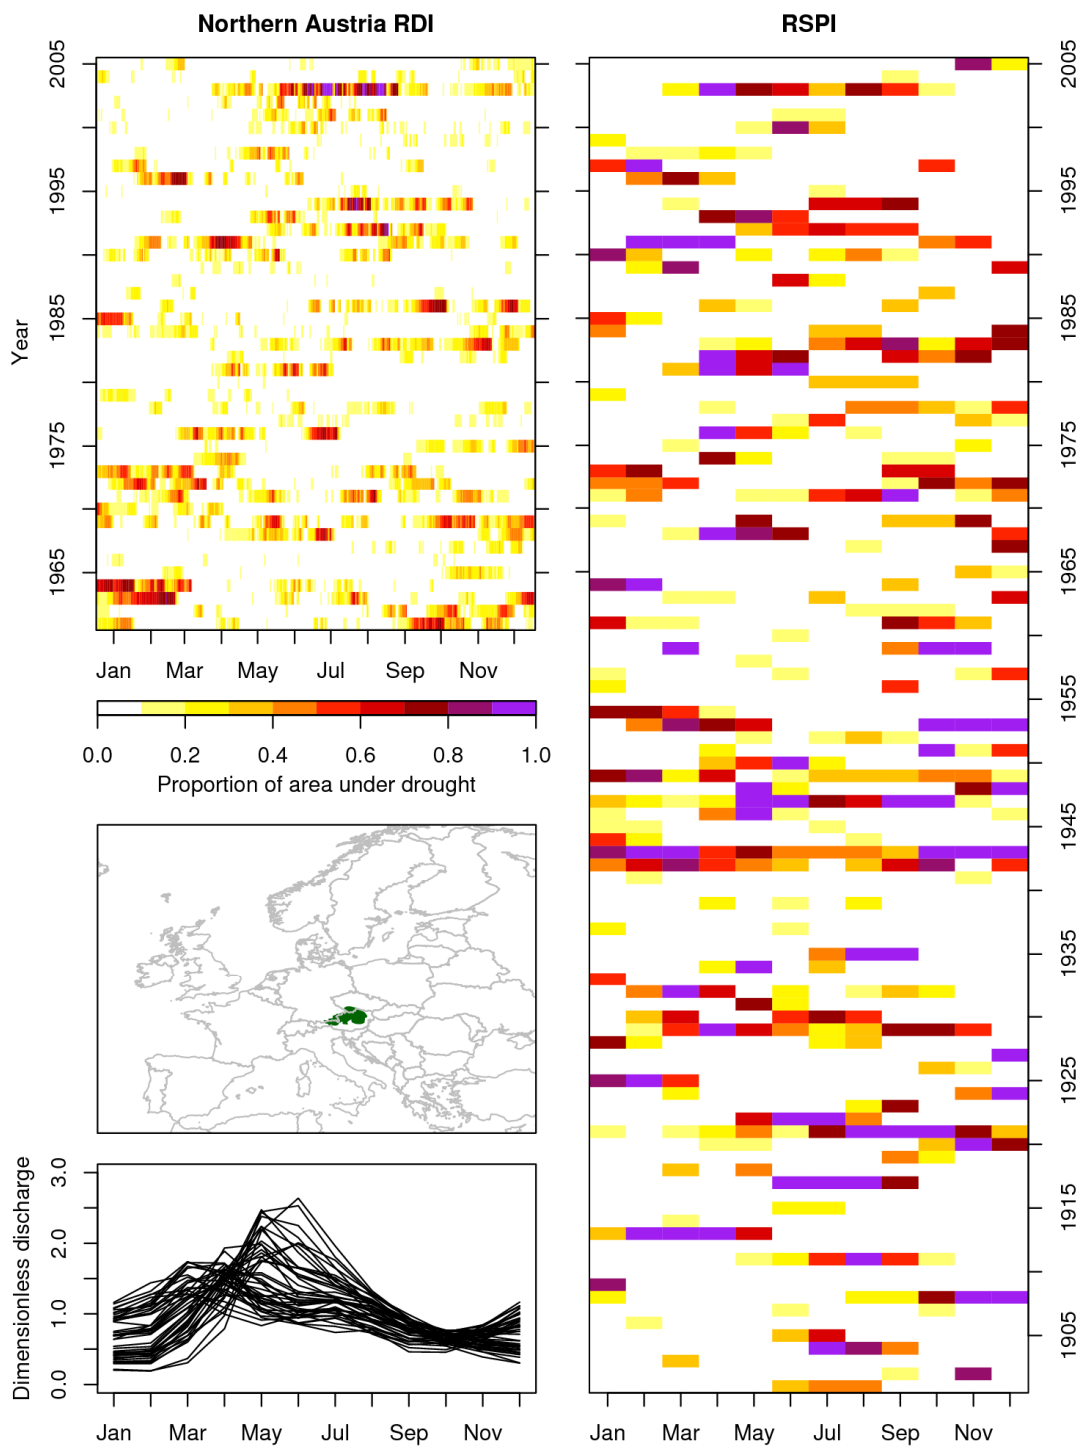 Northern Austria RDI
Year
2005
1995
1985
1975
1965
Jan Mar May Jul Sep Nov
0.0 0.2 0.4 0.6 0.8 1.0
Proportion of area under drought
Dimensionless discharge
3.0
2.0
1.0
0.0
Jan Mar May Jul Sep Nov
RSPI
2005
1995
1985
1975
1965
1955
1945
1935
1925
1915
1905
Jan Mar May Jul Sep Nov